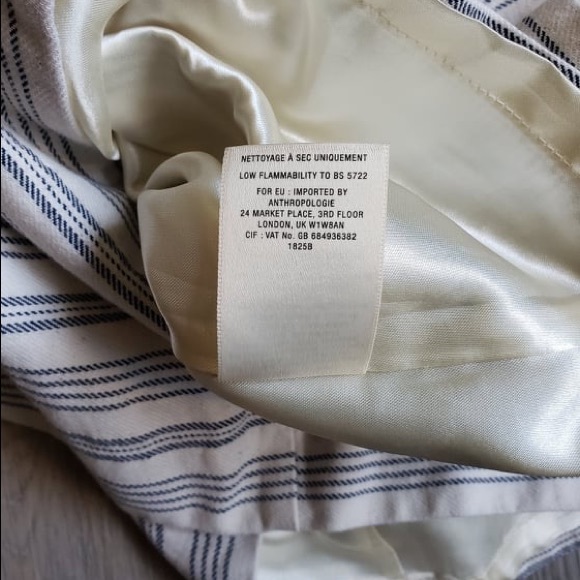 NETTOYAGE À SEC UNIQUEMENT
LOW FLAMMABILITY TO BS 5722
FOR EU : IMPORTED BY
ANTHROPOLOGIE
24 MARKET PLACE, 3RD FLOOR
LONDON, UK W1W8AN
CIF : VAT No. GB 684936382
1825B